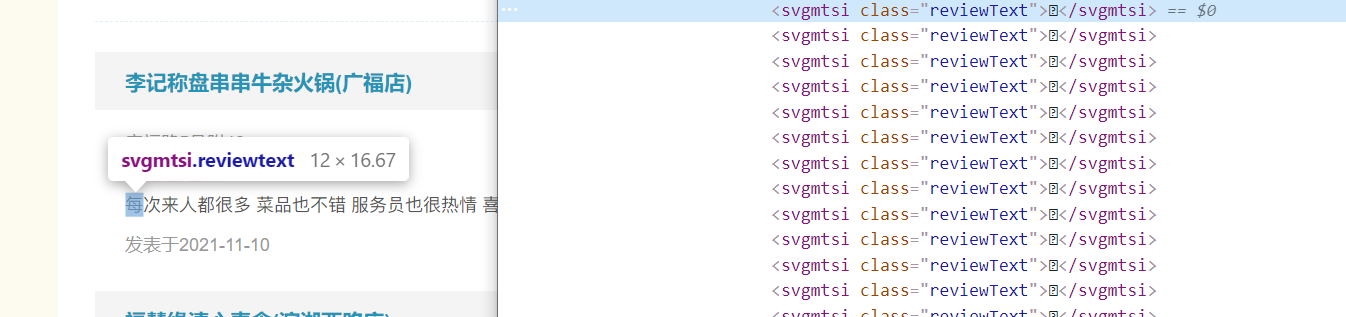 李记称盘串串牛杂火锅(广福店)
svgmtsi.reviewtext 12 × 16.67
每次来人都很多 菜品也不错 服务员也很热情 喜
发表于2021-11-10
<svgmtsi class="reviewText"></svgmtsi> == $0
<svgmtsi class="reviewText"></svgmtsi>
<svgmtsi class="reviewText"></svgmtsi>
<svgmtsi class="reviewText"></svgmtsi>
<svgmtsi class="reviewText"></svgmtsi>
<svgmtsi class="reviewText"></svgmtsi>
<svgmtsi class="reviewText"></svgmtsi>
<svgmtsi class="reviewText"></svgmtsi>
<svgmtsi class="reviewText"></svgmtsi>
<svgmtsi class="reviewText"></svgmtsi>
<svgmtsi class="reviewText"></svgmtsi>
<svgmtsi class="reviewText"></svgmtsi>
<svgmtsi class="reviewText"></svgmtsi>